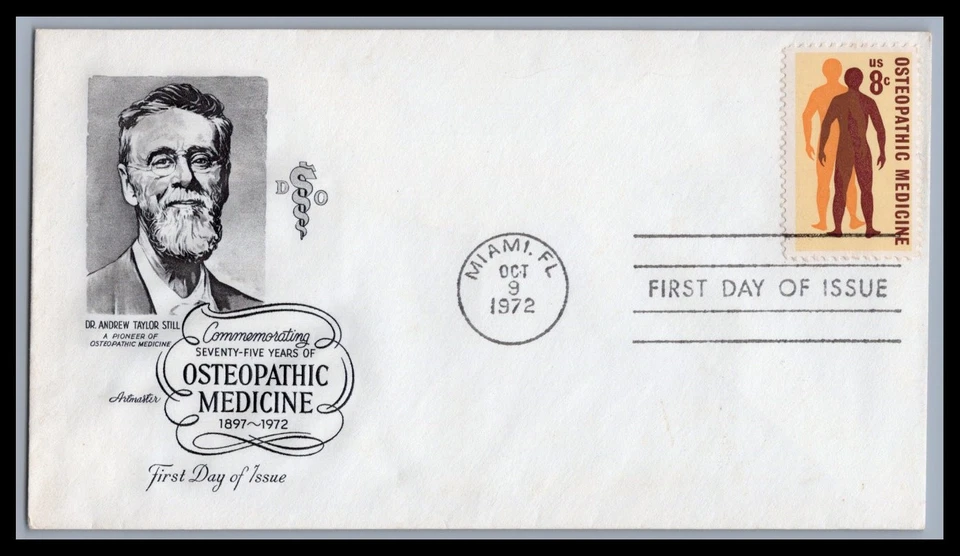 DR. ANDREW TAYLOR STILL
A PIONEER OF
OSTEOPATHIC MEDICINE
D O
Artmaster
Commemorating
SEVENTY-FIVE YEARS OF
OSTEOPATHIC
MEDICINE
1897~1972
First Day of Issue
MIAMI. FL
OCT
9
1972
US
8c
OSTEOPATHIC MEDICINE
FIRST DAY OF ISSUE